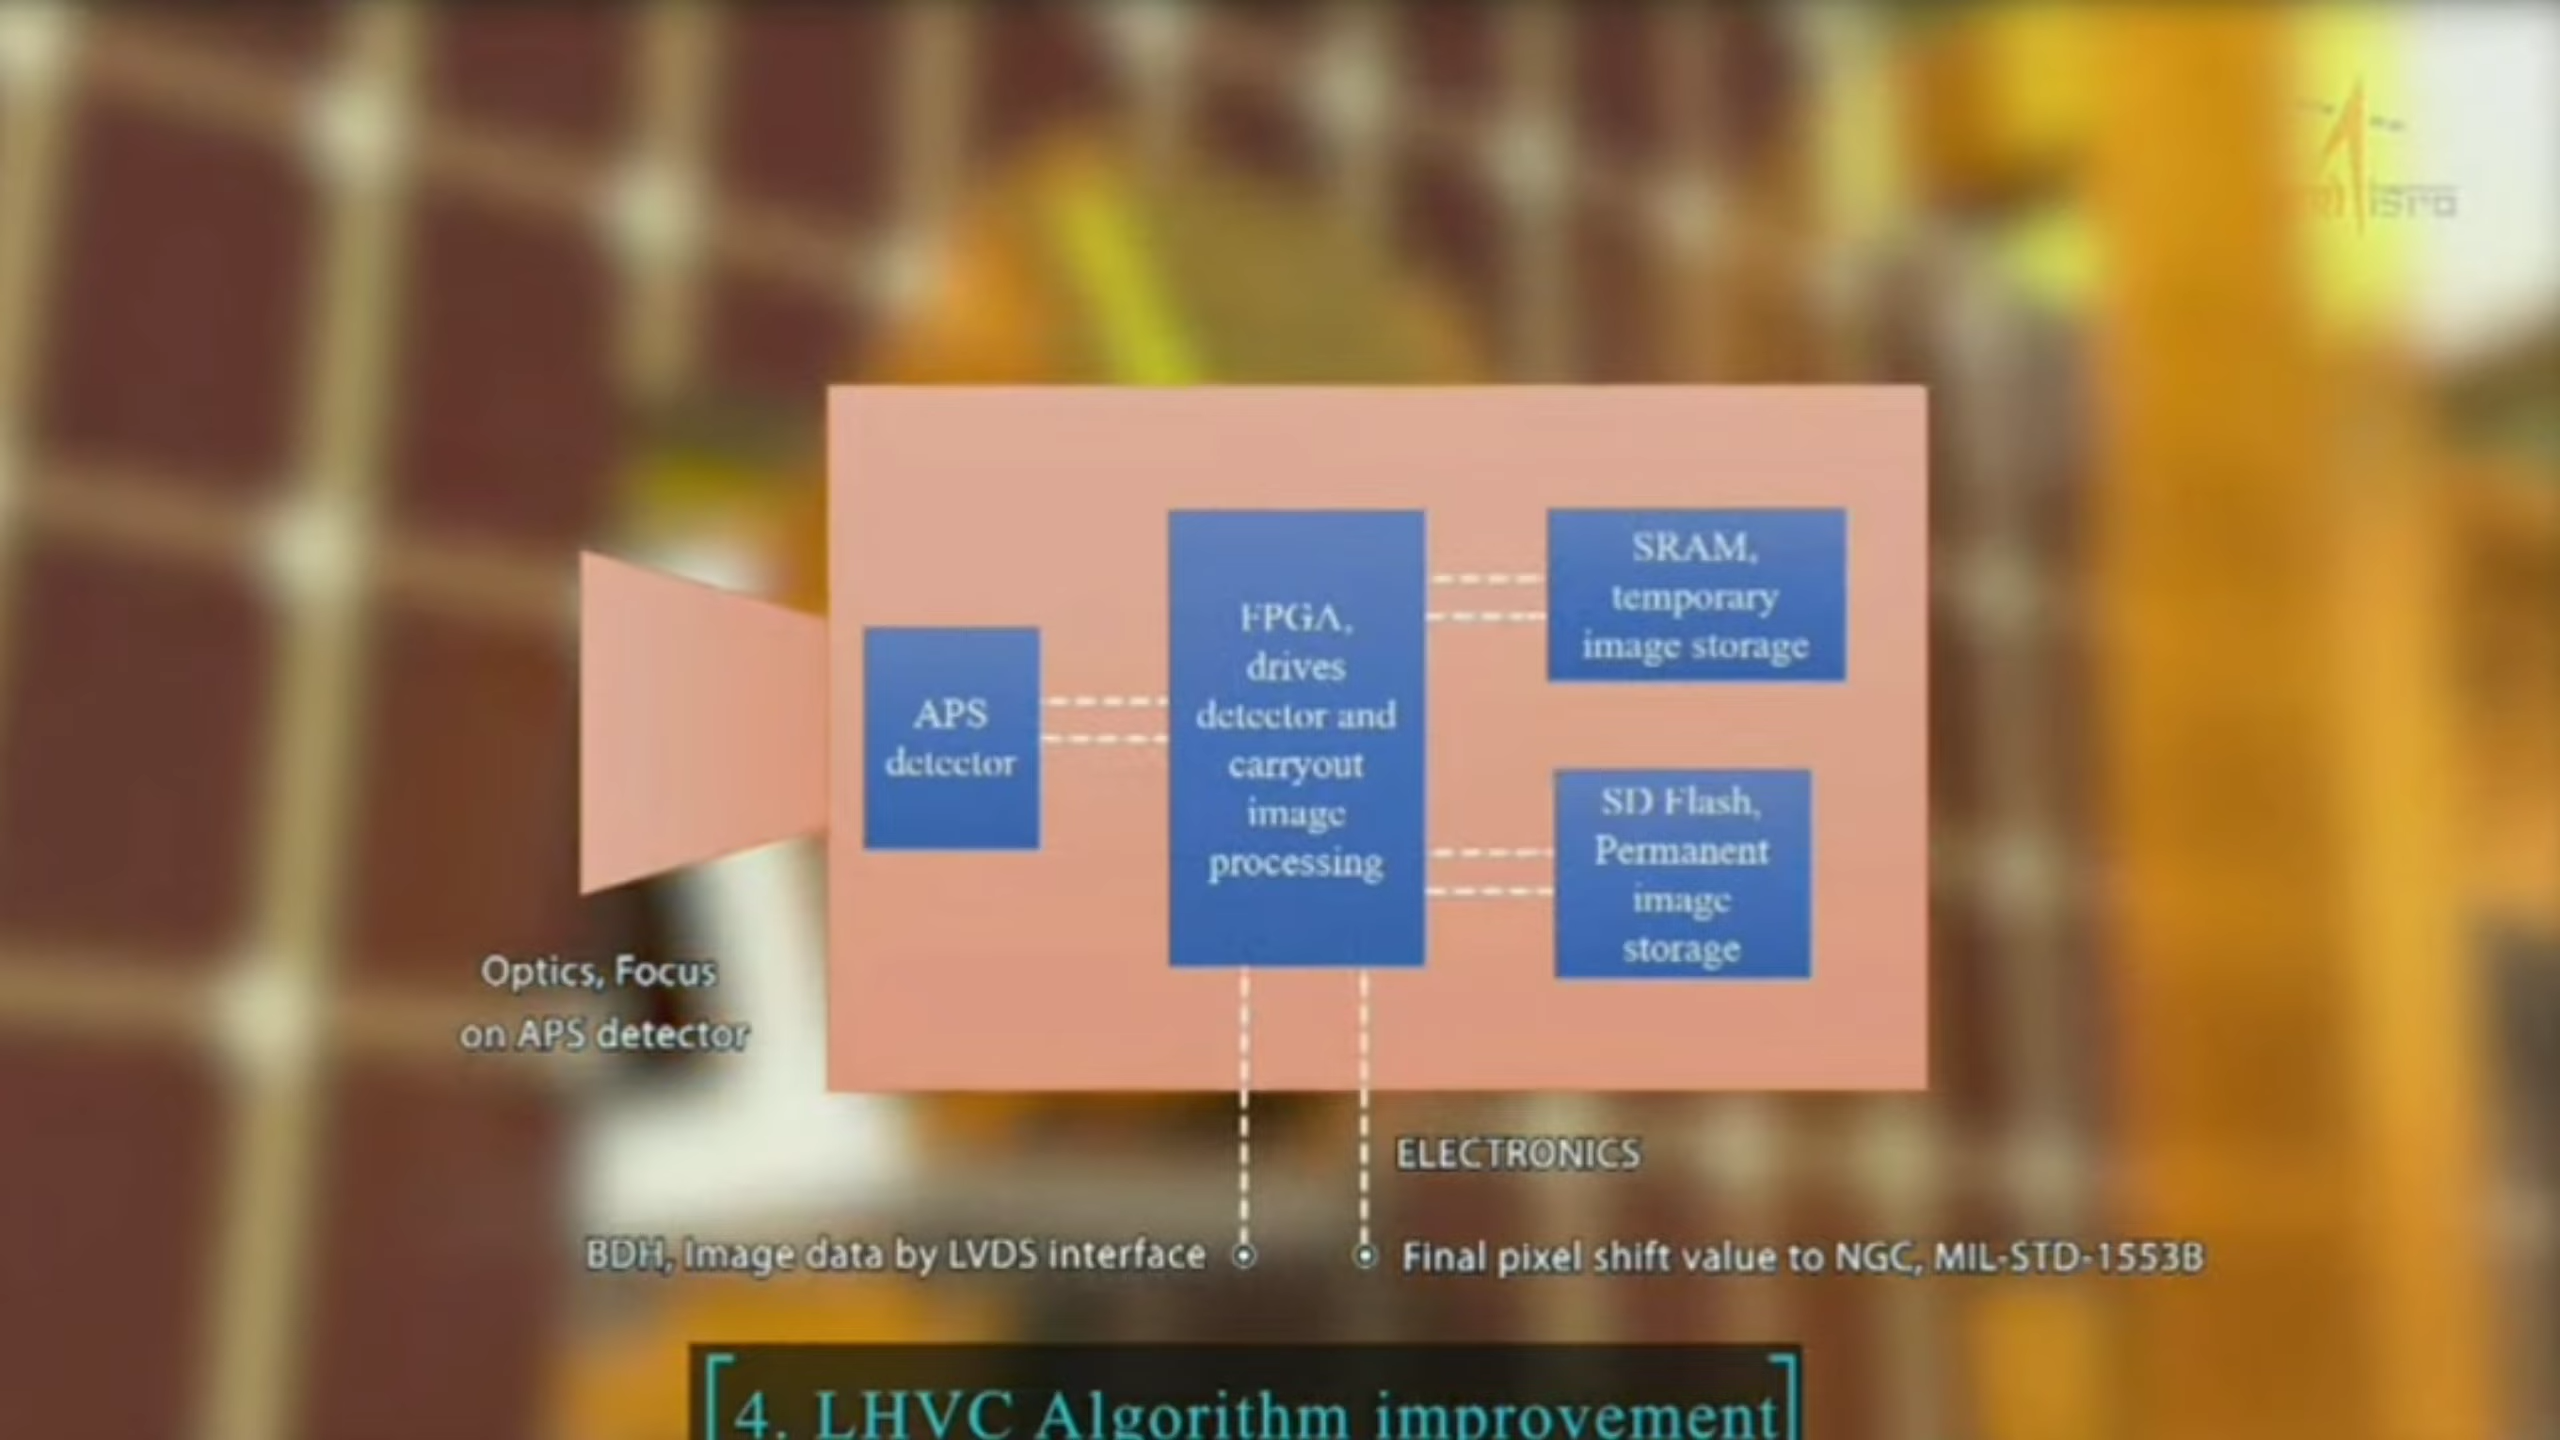 isro
APS
detector
FPGA,
drives
detector and
carryout
image
processing
SRAM,
temporary
image storage
SD Flash,
Permanent
image
storage
Optics, Focus
on APS detector
ELECTRONICS
BDH, Image data by LVDS interface
Final pixel shift value to NGC, MIL-STD-1553B
4. LHVC Algorithm improvement